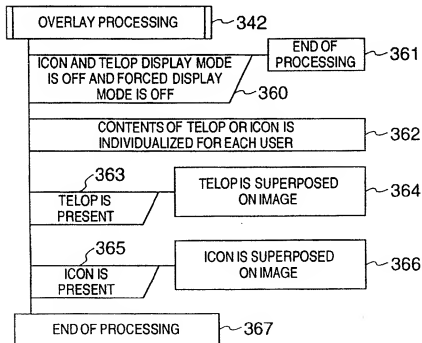 OVERLAY PROCESSING
342
ICON AND TELOP DISPLAY MODE
IS OFF AND FORCED DISPLAY
MODE IS OFF
360
END OF
PROCESSING
361
CONTENTS OF TELOP OR ICON IS
INDIVIDUALIZED FOR EACH USER
362
363
TELOP IS
PRESENT
TELOP IS SUPERPOSED
ON IMAGE
364
365
ICON IS
PRESENT
ICON IS SUPERPOSED
ON IMAGE
366
END OF PROCESSING
367